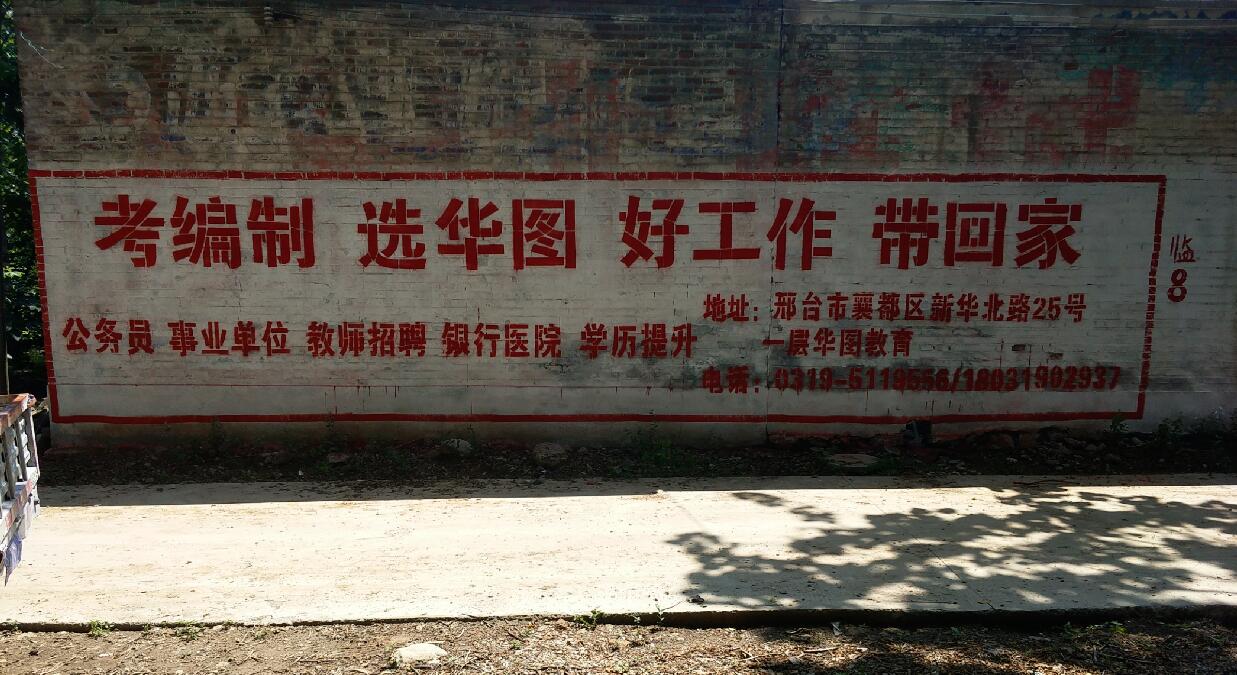 考编制 选华图 好工作 带回家
临8
公务员 事业单位 教师招聘 银行医院 学历提升
地址：邢台市襄都区新华北路25号
一层华图教育
电话：0319-5119556/18031902937